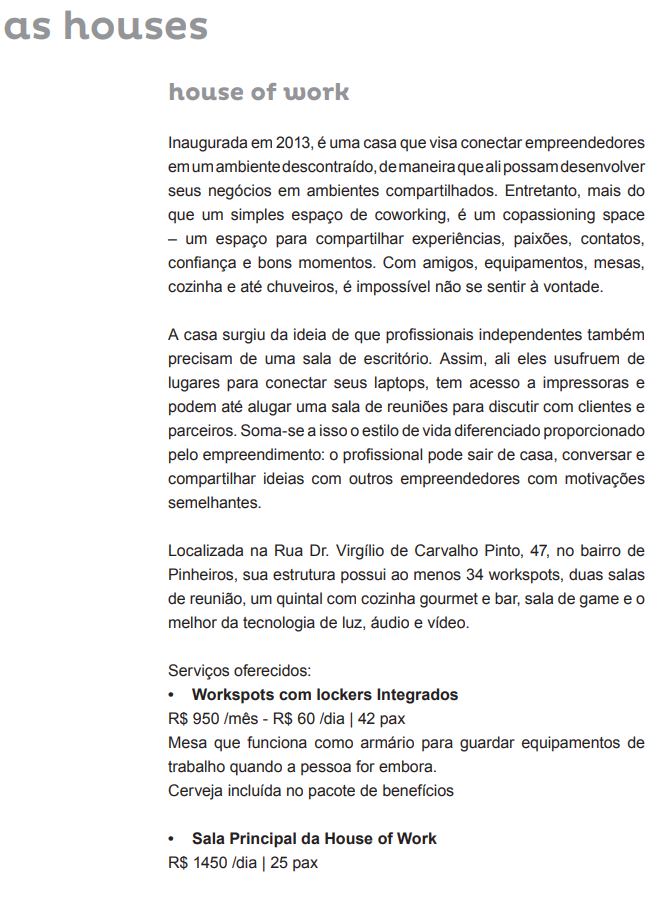 as houses
house of work
Inaugurada em 2013, é uma casa que visa conectar empreendedores
em um ambiente descontraído, de maneira que ali possam desenvolver
seus negócios em ambientes compartilhados. Entretanto, mais do
que um simples espaço de coworking, é um copassioning space
– um espaço para compartilhar experiências, paixões, contatos,
confiança e bons momentos. Com amigos, equipamentos, mesas,
cozinha e até chuveiros, é impossível não se sentir à vontade.
A casa surgiu da ideia de que profissionais independentes também
precisam de uma sala de escritório. Assim, ali eles usufruem de
lugares para conectar seus laptops, tem acesso a impressoras e
podem até alugar uma sala de reuniões para discutir com clientes e
parceiros. Soma-se a isso o estilo de vida diferenciado proporcionado
pelo empreendimento: o profissional pode sair de casa, conversar e
compartilhar ideias com outros empreendedores com motivações
semelhantes.
Localizada na Rua Dr. Virgílio de Carvalho Pinto, 47, no bairro de
Pinheiros, sua estrutura possui ao menos 34 workspots, duas salas
de reunião, um quintal com cozinha gourmet e bar, sala de game e o
melhor da tecnologia de luz, áudio e vídeo.
Serviços oferecidos:
• Workspots com lockers Integrados
R$ 950 /mês - R$ 60 /dia | 42 pax
Mesa que funciona como armário para guardar equipamentos de
trabalho quando a pessoa for embora.
Cerveja incluída no pacote de benefícios
• Sala Principal da House of Work
R$ 1450 /dia | 25 pax